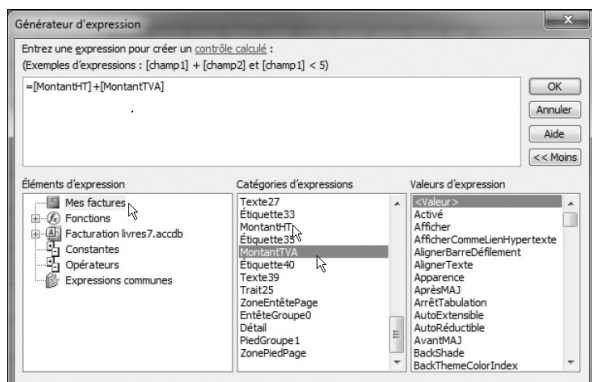 Générateur d'expression
Entrez une expression pour créer un contrôle calculé :
(Exemples d'expressions : [champ1] + [champ2] et [champ1] < 5)
=[MontantHT]+[MontantTVA]
OK
Annuler
Aide
<< Moins
Éléments d'expression
Mes factures
Fonctions
Facturation livres7.accdb
Constantes
Opérateurs
Expressions communes
Catégories d'expressions
Texte27
Étiquette33
MontantHT
Étiquette35
MontantTVA
Étiquette40
Texte39
Trait25
ZoneEntêtePage
EntêteGroupe0
Détail
PiedGroupe1
ZonePiedPage
Valeurs d'expression
<Valeur>
Activé
Afficher
AfficherCommeLienHypertexte
AlignerBarreDéfilement
AlignerTexte
Apparence
AprèsMAJ
ArrêtTabulation
AutoExtensible
AutoRéductible
AvantMAJ
BackShade
BackThemeColorIndex